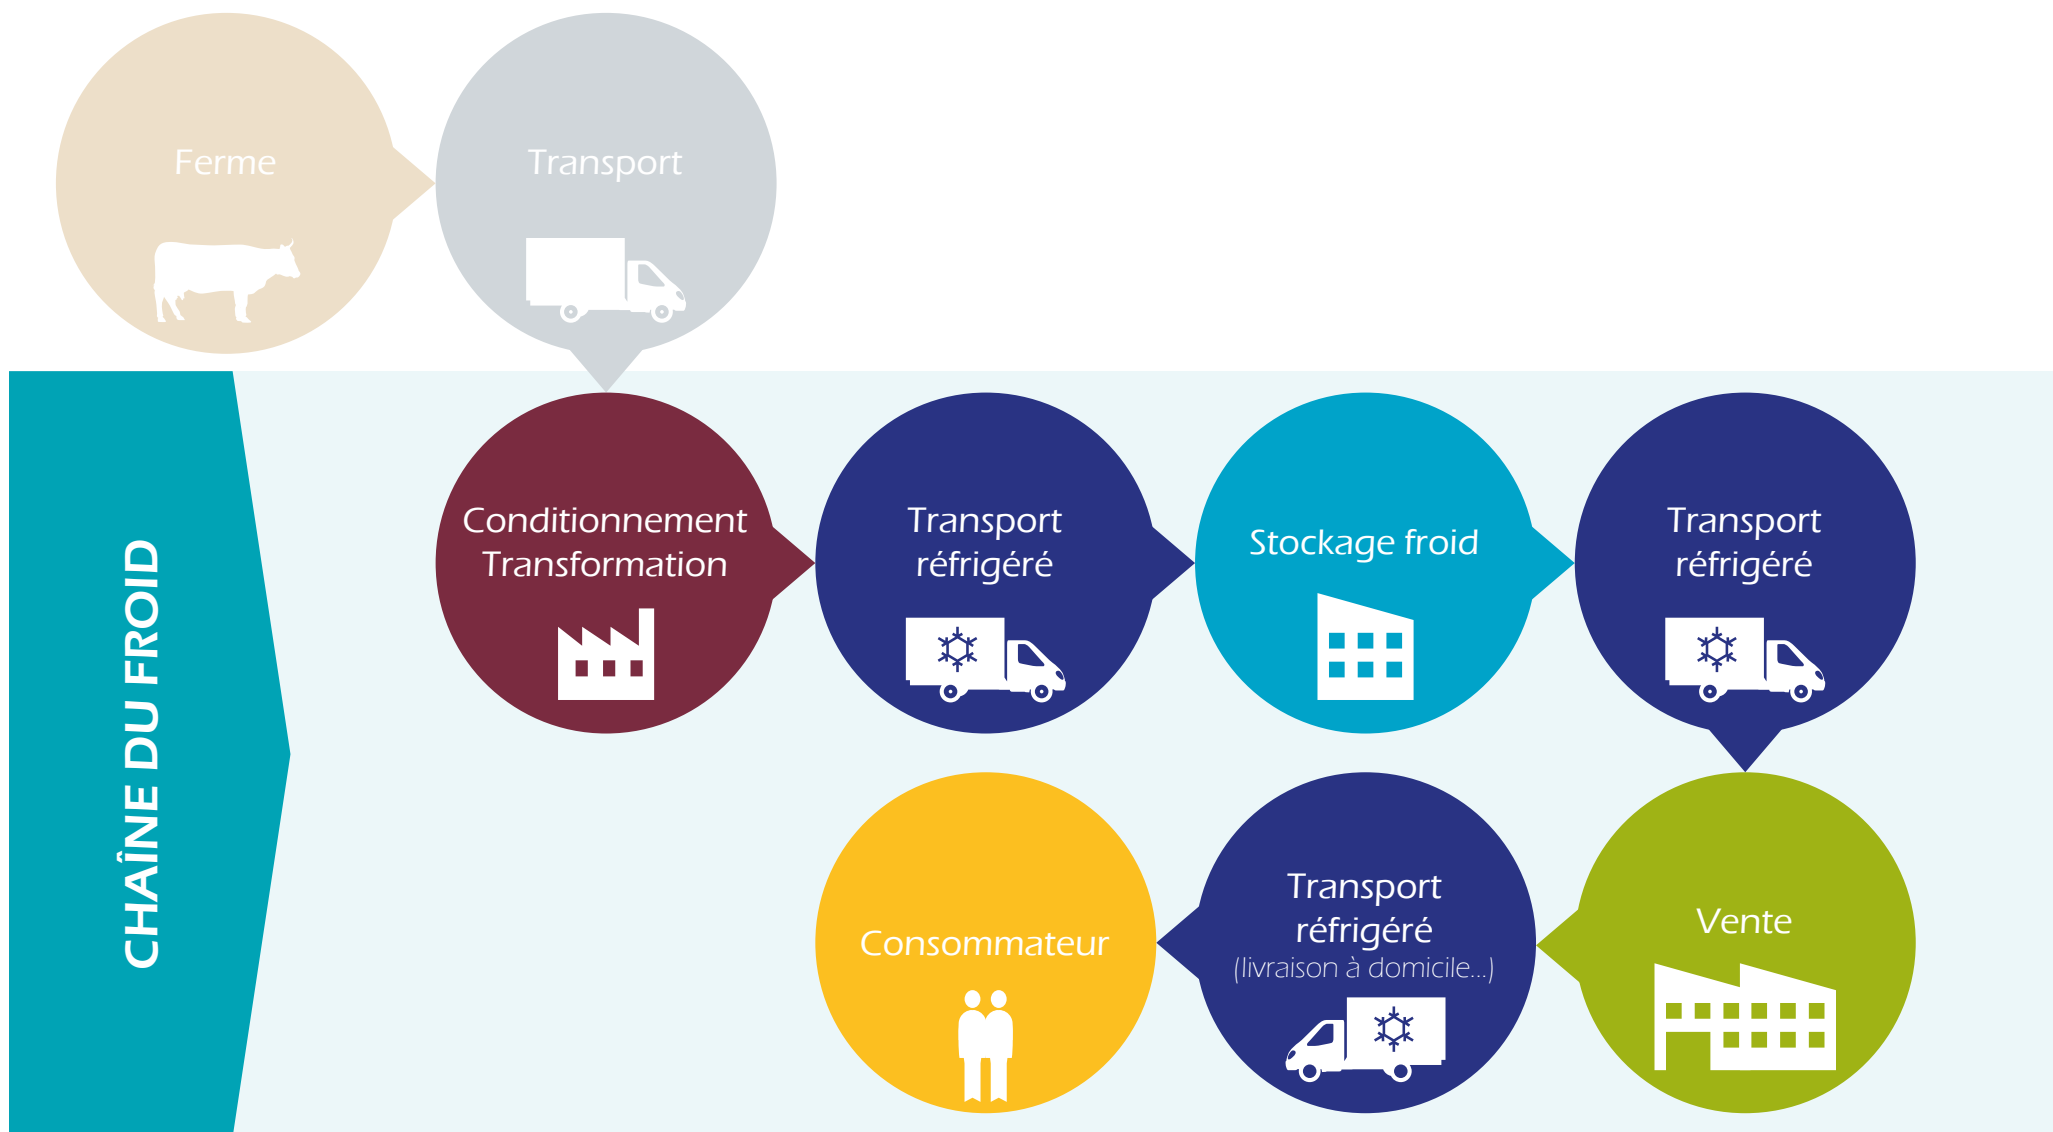 Ferme
Transport
CHAÎNE DU FROID
Conditionnement
Transformation
Transport
réfrigéré
Stockage froid
Transport
réfrigéré
Consommateur
Transport
réfrigéré
(livraison à domicile...)
Vente